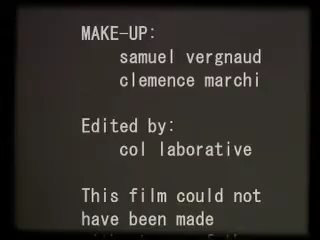 MAKE-UP:
samuel vergnaud
clemence marchi
Edited by:
col laborative
This film could not
have been made